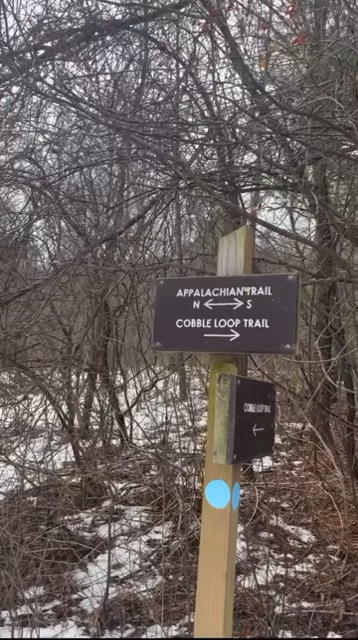 APPALACHIAN TRAIL
N ⟷ S
COBBLE LOOP TRAIL
⟶
COBBLE LOOP TRAIL
←